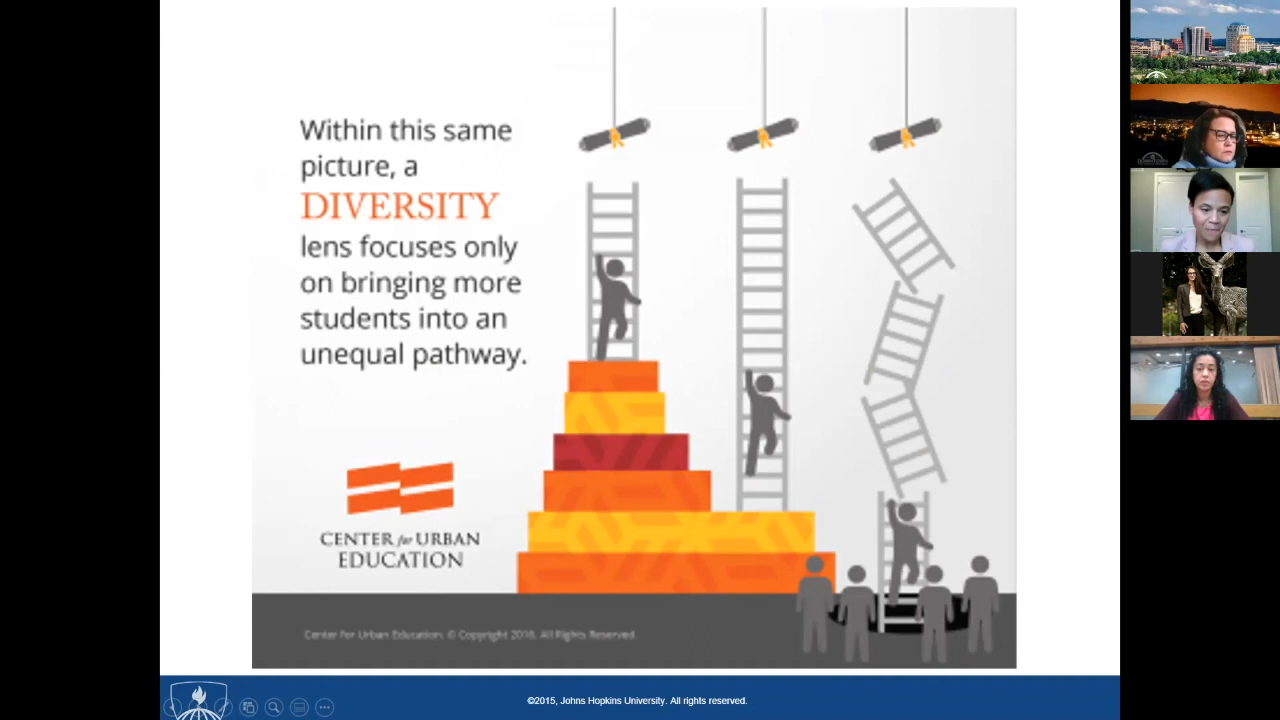 Within this same
picture, a
DIVERSITY
lens focuses only
on bringing more
students into an
unequal pathway.
CENTER for URBAN
EDUCATION
Center for Urban Education. © Copyright 2018. All Rights Reserved.
©2015, Johns Hopkins University. All rights reserved.